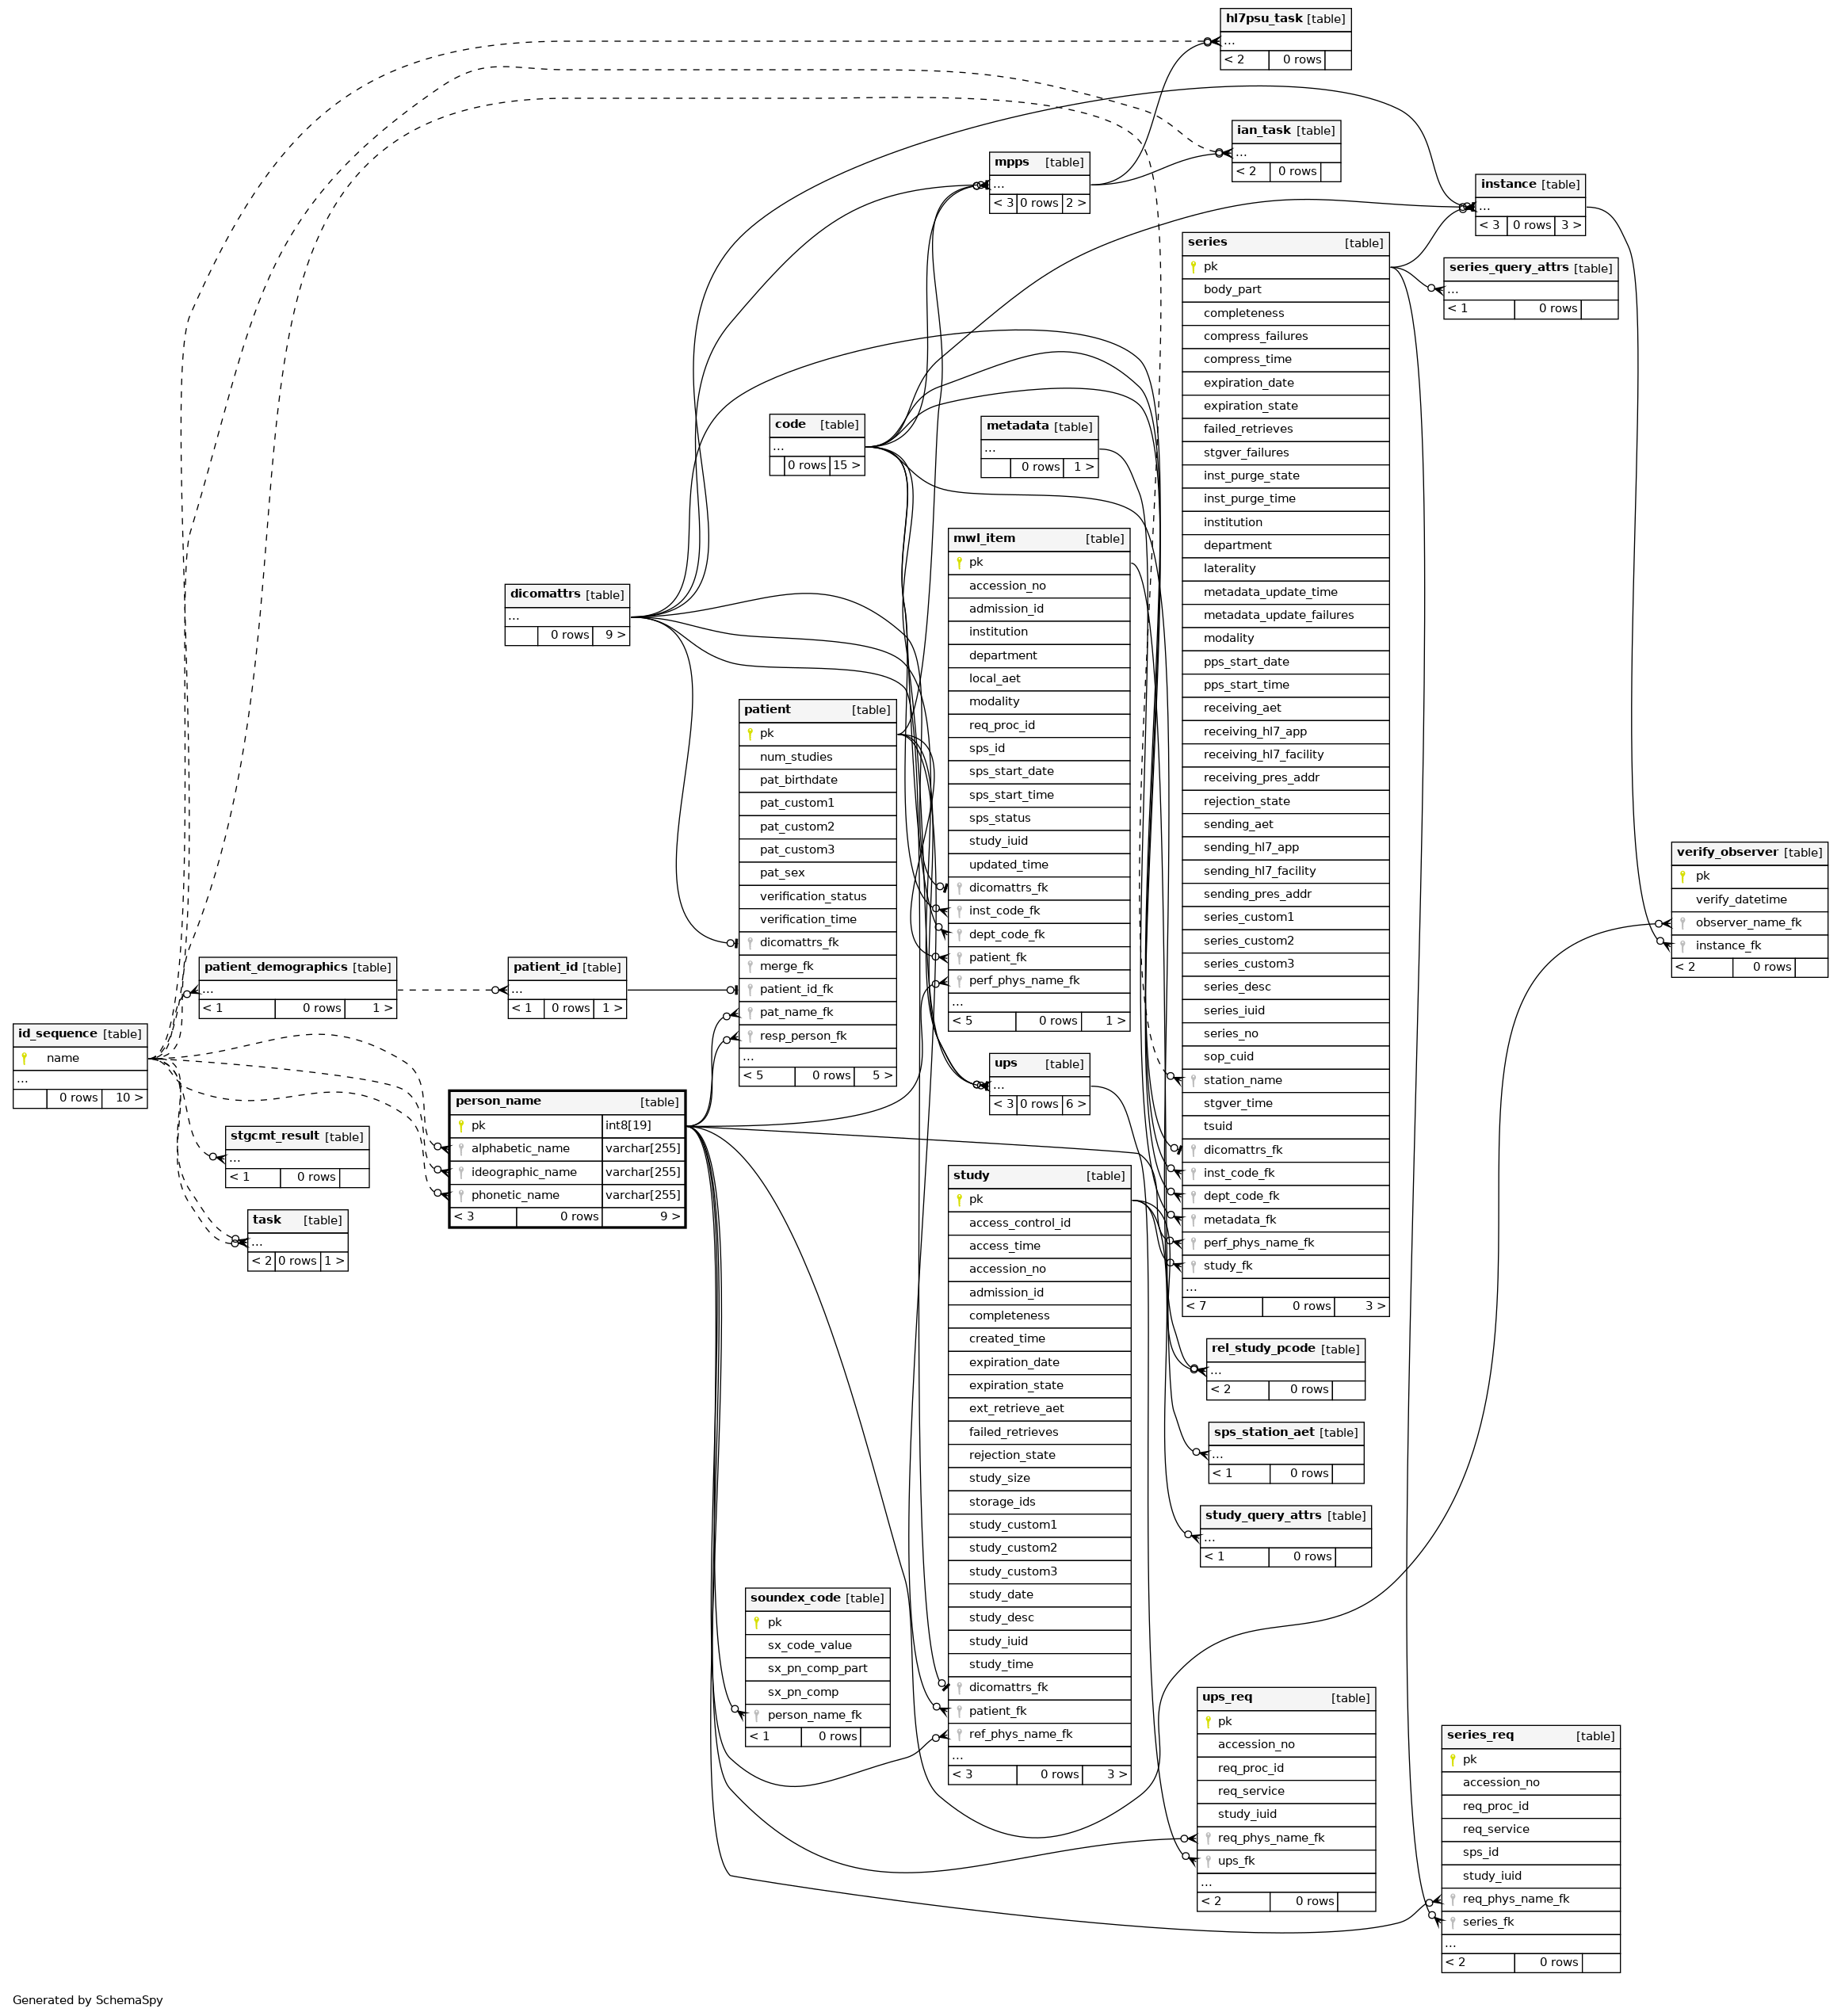 hl7psu_task [table]
...
< 2 0 rows
ian_task [table]
...
< 2 0 rows
mpps [table]
...
< 3 0 rows 2 >
instance [table]
...
< 3 0 rows 3 >
series [table]
pk
body_part
completeness
compress_failures
compress_time
expiration_date
expiration_state
failed_retrieves
stgver_failures
inst_purge_state
inst_purge_time
institution
department
laterality
metadata_update_time
metadata_update_failures
modality
pps_start_date
pps_start_time
receiving_aet
receiving_hl7_app
receiving_hl7_facility
receiving_pres_addr
rejection_state
sending_aet
sending_hl7_app
sending_hl7_facility
sending_pres_addr
series_custom1
series_custom2
series_custom3
series_desc
series_iuid
series_no
sop_cuid
station_name
stgver_time
tsuid
dicomattrs_fk
inst_code_fk
dept_code_fk
metadata_fk
perf_phys_name_fk
study_fk
...
< 7 0 rows 3 >
series_query_attrs [table]
...
< 1 0 rows
code [table]
...
0 rows 15 >
metadata [table]
...
0 rows 1 >
mwl_item [table]
pk
accession_no
admission_id
institution
department
local_aet
modality
req_proc_id
sps_id
sps_start_date
sps_start_time
sps_status
study_iuid
updated_time
dicomattrs_fk
inst_code_fk
dept_code_fk
patient_fk
perf_phys_name_fk
...
< 5 0 rows 1 >
dicomattrs [table]
...
0 rows 9 >
patient [table]
pk
num_studies
pat_birthdate
pat_custom1
pat_custom2
pat_custom3
pat_sex
verification_status
verification_time
dicomattrs_fk
merge_fk
patient_id_fk
pat_name_fk
resp_person_fk
...
< 5 0 rows 5 >
verify_observer [table]
pk
verify_datetime
observer_name_fk
instance_fk
< 2 0 rows
patient_demographics [table]
...
< 1 0 rows 1 >
patient_id [table]
...
< 1 0 rows 1 >
id_sequence [table]
name
...
0 rows 10 >
person_name [table]
pk int8[19]
alphabetic_name varchar[255]
ideographic_name varchar[255]
phonetic_name varchar[255]
< 3 0 rows 9 >
ups [table]
...
< 3 0 rows 6 >
stgcmt_result [table]
...
< 1 0 rows
task [table]
...
< 2 0 rows 1 >
study [table]
pk
access_control_id
access_time
accession_no
admission_id
completeness
created_time
expiration_date
expiration_state
ext_retrieve_aet
failed_retrieves
rejection_state
study_size
storage_ids
study_custom1
study_custom2
study_custom3
study_date
study_desc
study_iuid
study_time
dicomattrs_fk
patient_fk
ref_phys_name_fk
...
< 3 0 rows 3 >
rel_study_pcode [table]
...
< 2 0 rows
sps_station_aet [table]
...
< 1 0 rows
study_query_attrs [table]
...
< 1 0 rows
soundex_code [table]
pk
sx_code_value
sx_pn_comp_part
sx_pn_comp
person_name_fk
< 1 0 rows
ups_req [table]
pk
accession_no
req_proc_id
req_service
study_iuid
req_phys_name_fk
ups_fk
...
< 2 0 rows
series_req [table]
pk
accession_no
req_proc_id
req_service
sps_id
study_iuid
req_phys_name_fk
series_fk
...
< 2 0 rows
Generated by SchemaSpy